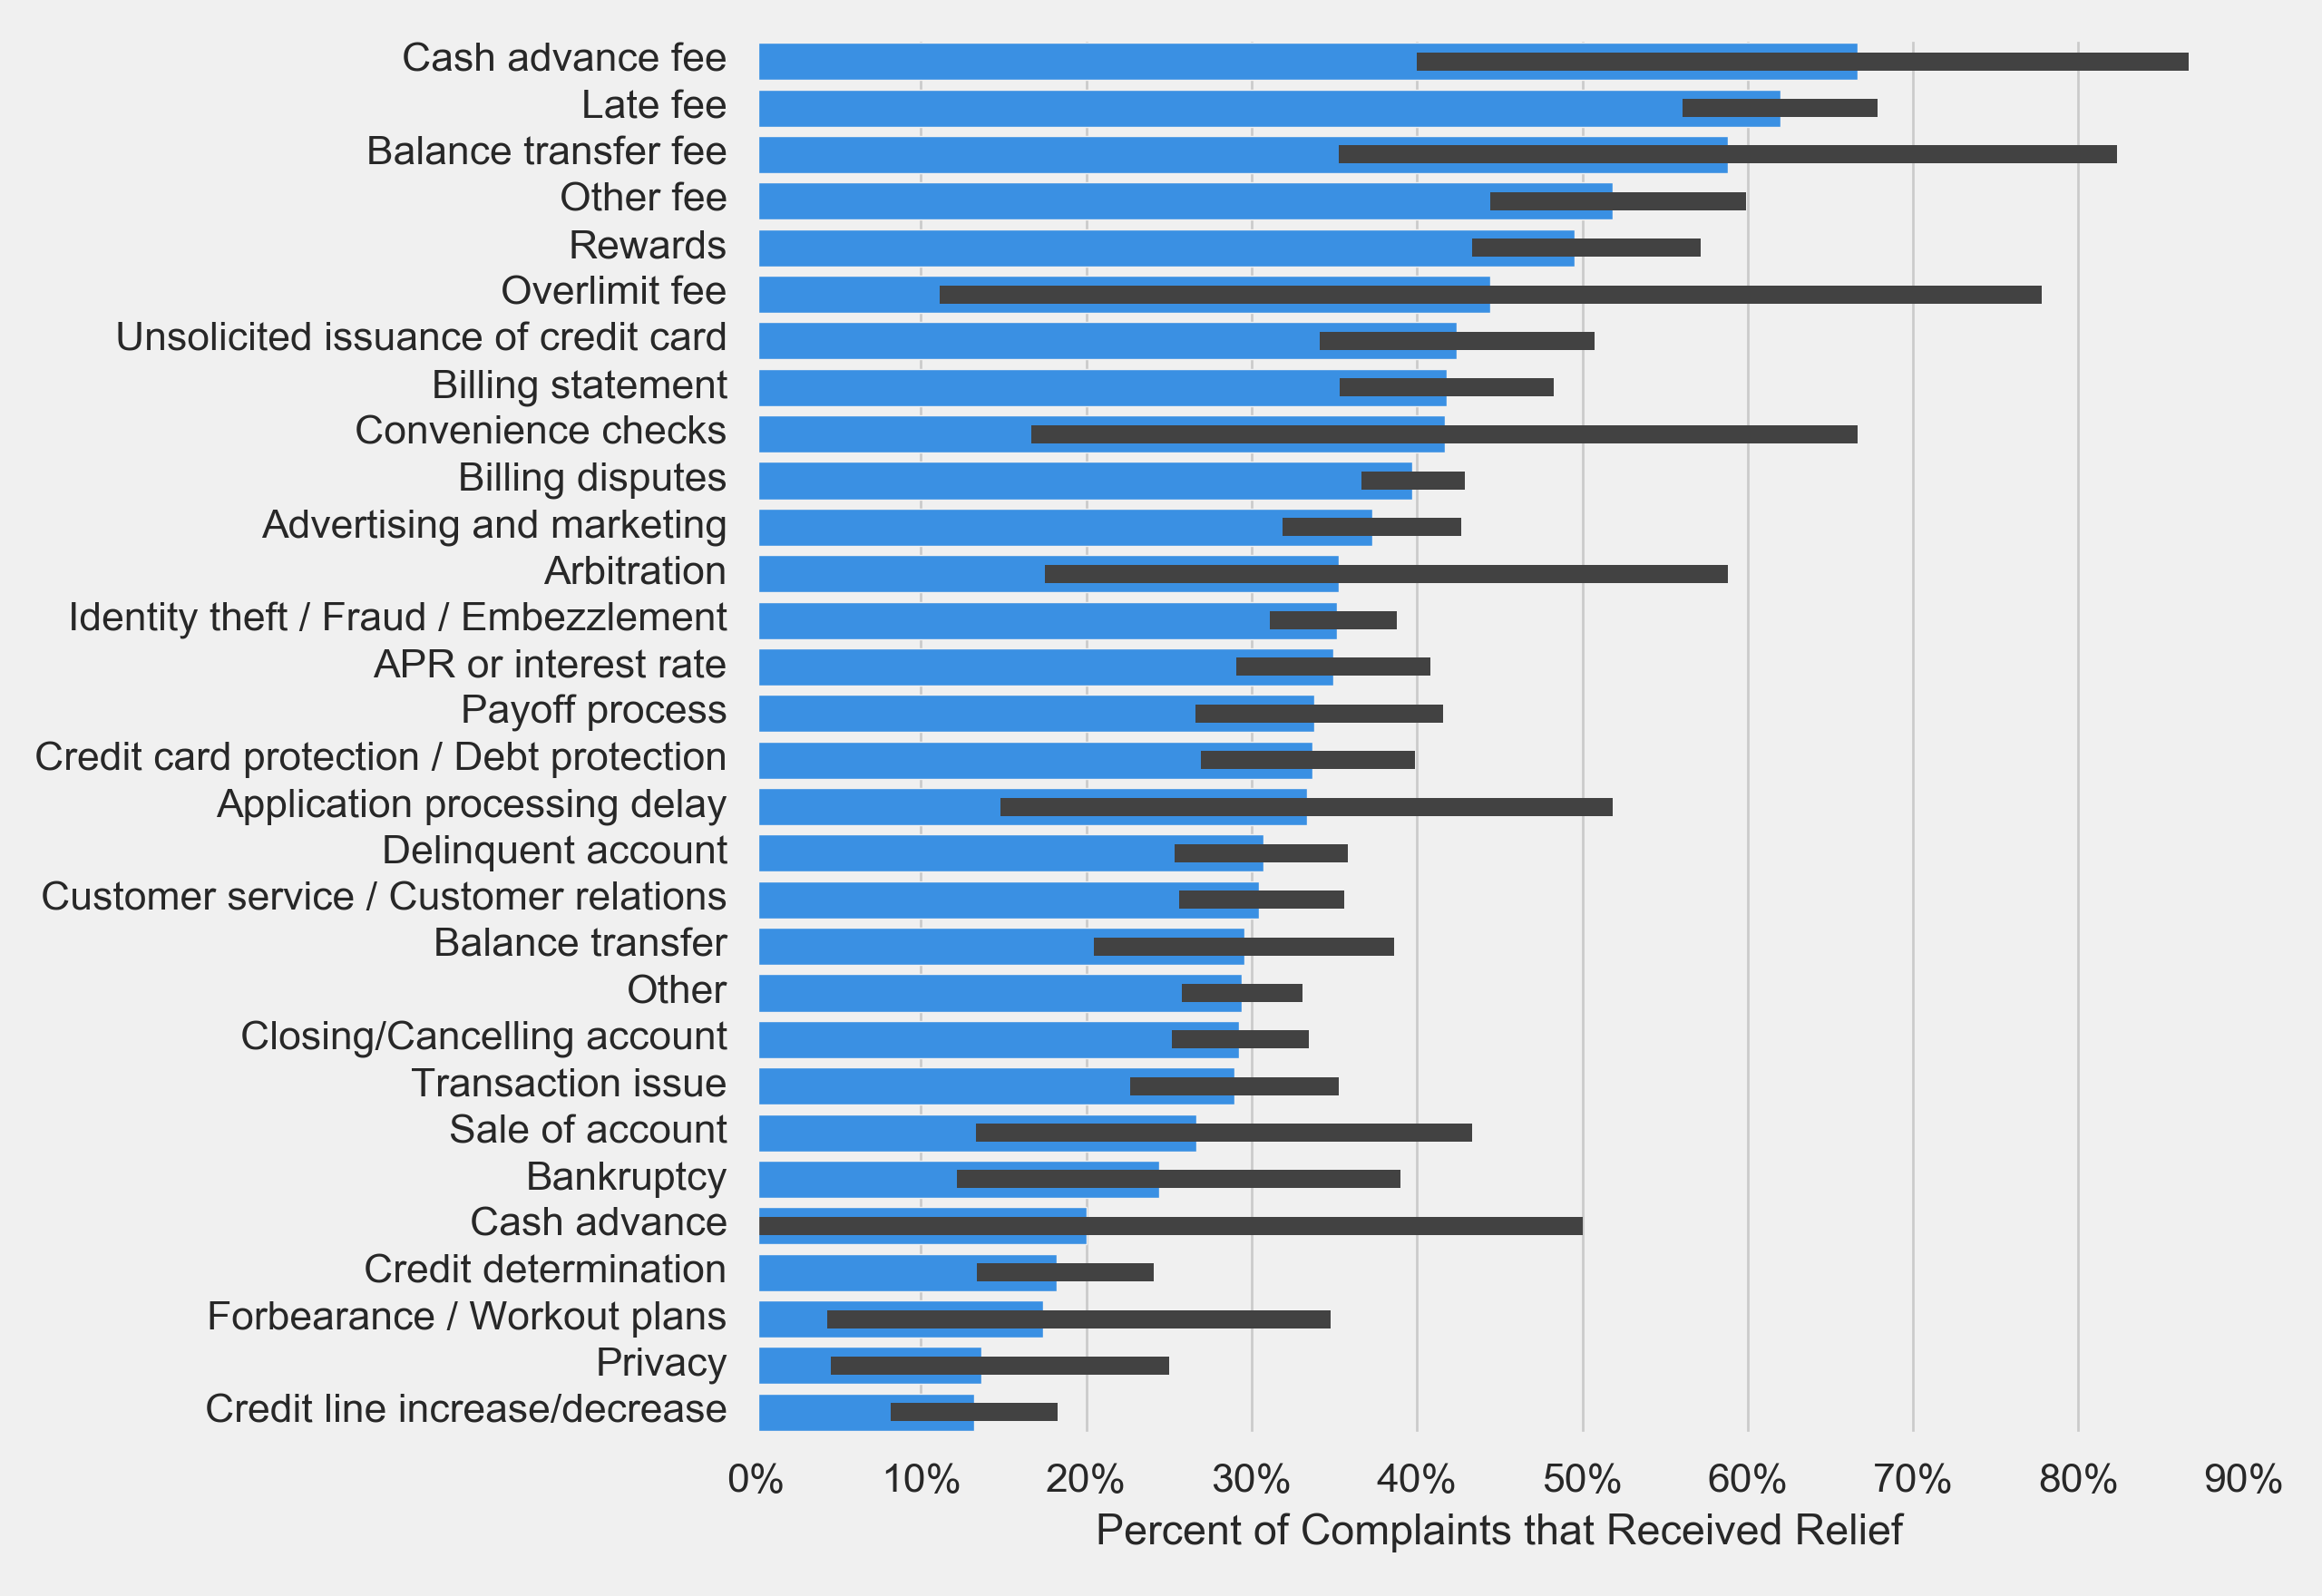 Cash advance fee
Late fee
Balance transfer fee
Other fee
Rewards
Overlimit fee
Unsolicited issuance of credit card
Billing statement
Convenience checks
Billing disputes
Advertising and marketing
Arbitration
Identity theft / Fraud / Embezzlement
APR or interest rate
Payoff process
Credit card protection / Debt protection
Application processing delay
Delinquent account
Customer service / Customer relations
Balance transfer
Other
Closing/Cancelling account
Transaction issue
Sale of account
Bankruptcy
Cash advance
Credit determination
Forbearance / Workout plans
Privacy
Credit line increase/decrease
0% 10% 20% 30% 40% 50% 60% 70% 80% 90%
Percent of Complaints that Received Relief